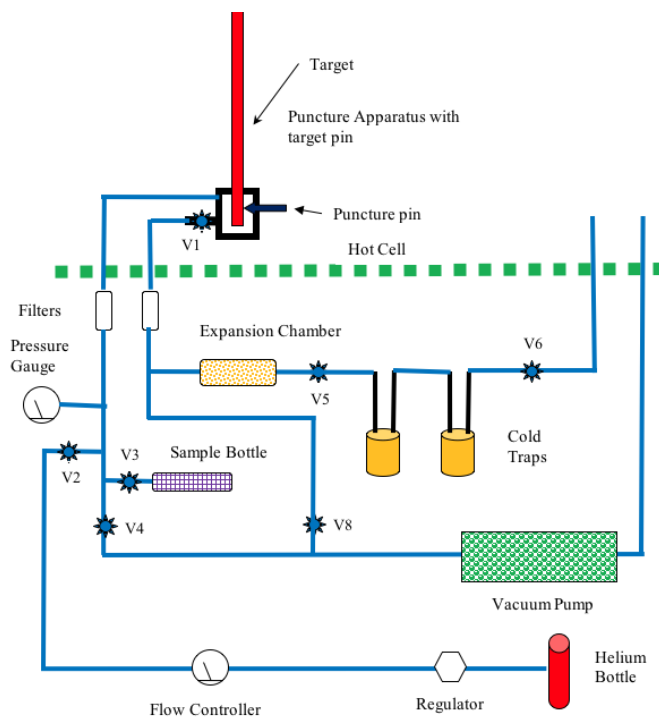 Target
Puncture Apparatus with
target pin
Puncture pin
V1
Hot Cell
Filters
Expansion Chamber
V6
Pressure
Gauge
V5
Cold
Traps
V3
Sample Bottle
V2
V4
V8
Vacuum Pump
Helium
Bottle
Flow Controller
Regulator